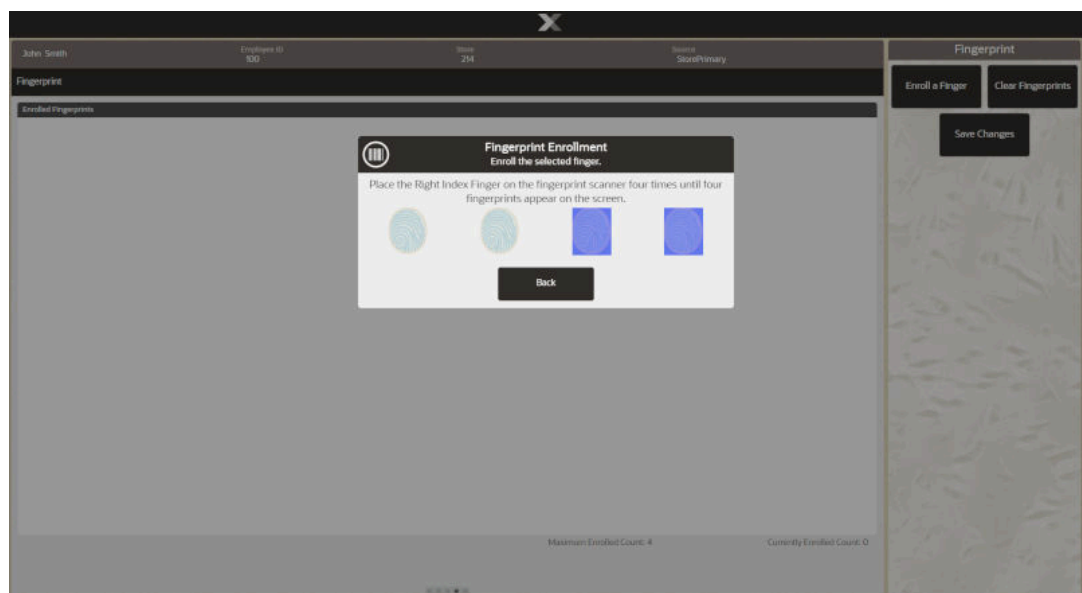 John Smith
Employee ID
100
Store
214
Source
StorePrimary
Fingerprint
Enrolled Fingerprints
Fingerprint Enrollment
Enroll the selected finger.
Place the Right Index Finger on the fingerprint scanner four times until four
fingerprints appear on the screen.
Back
Maximum Enrolled Count: 4
Currently Enrolled Count: 0
Fingerprint
Enroll a Finger
Clear Fingerprints
Save Changes